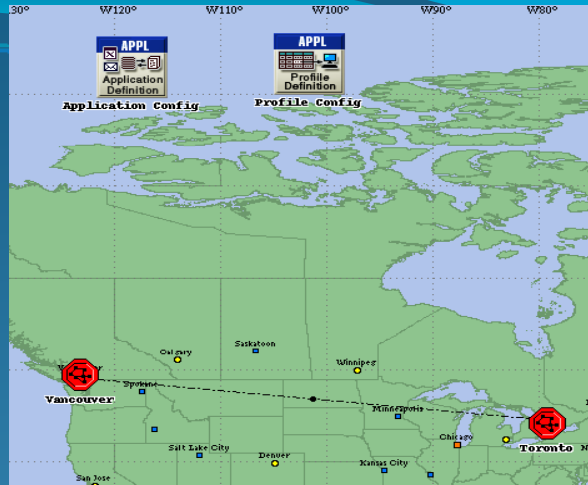 30°
W120°
W110°
W100°
W90°
W80°
APPL
Application
Definition
Application Config
APPL
Profiile
Definition
Profile Config
Calgary
Saskatoon
Winnipeg
Spokane
Vancouver
Minneapolis
Toronto
Chicago
Salt Lake City
Denver
Kansas City
San Jose
N